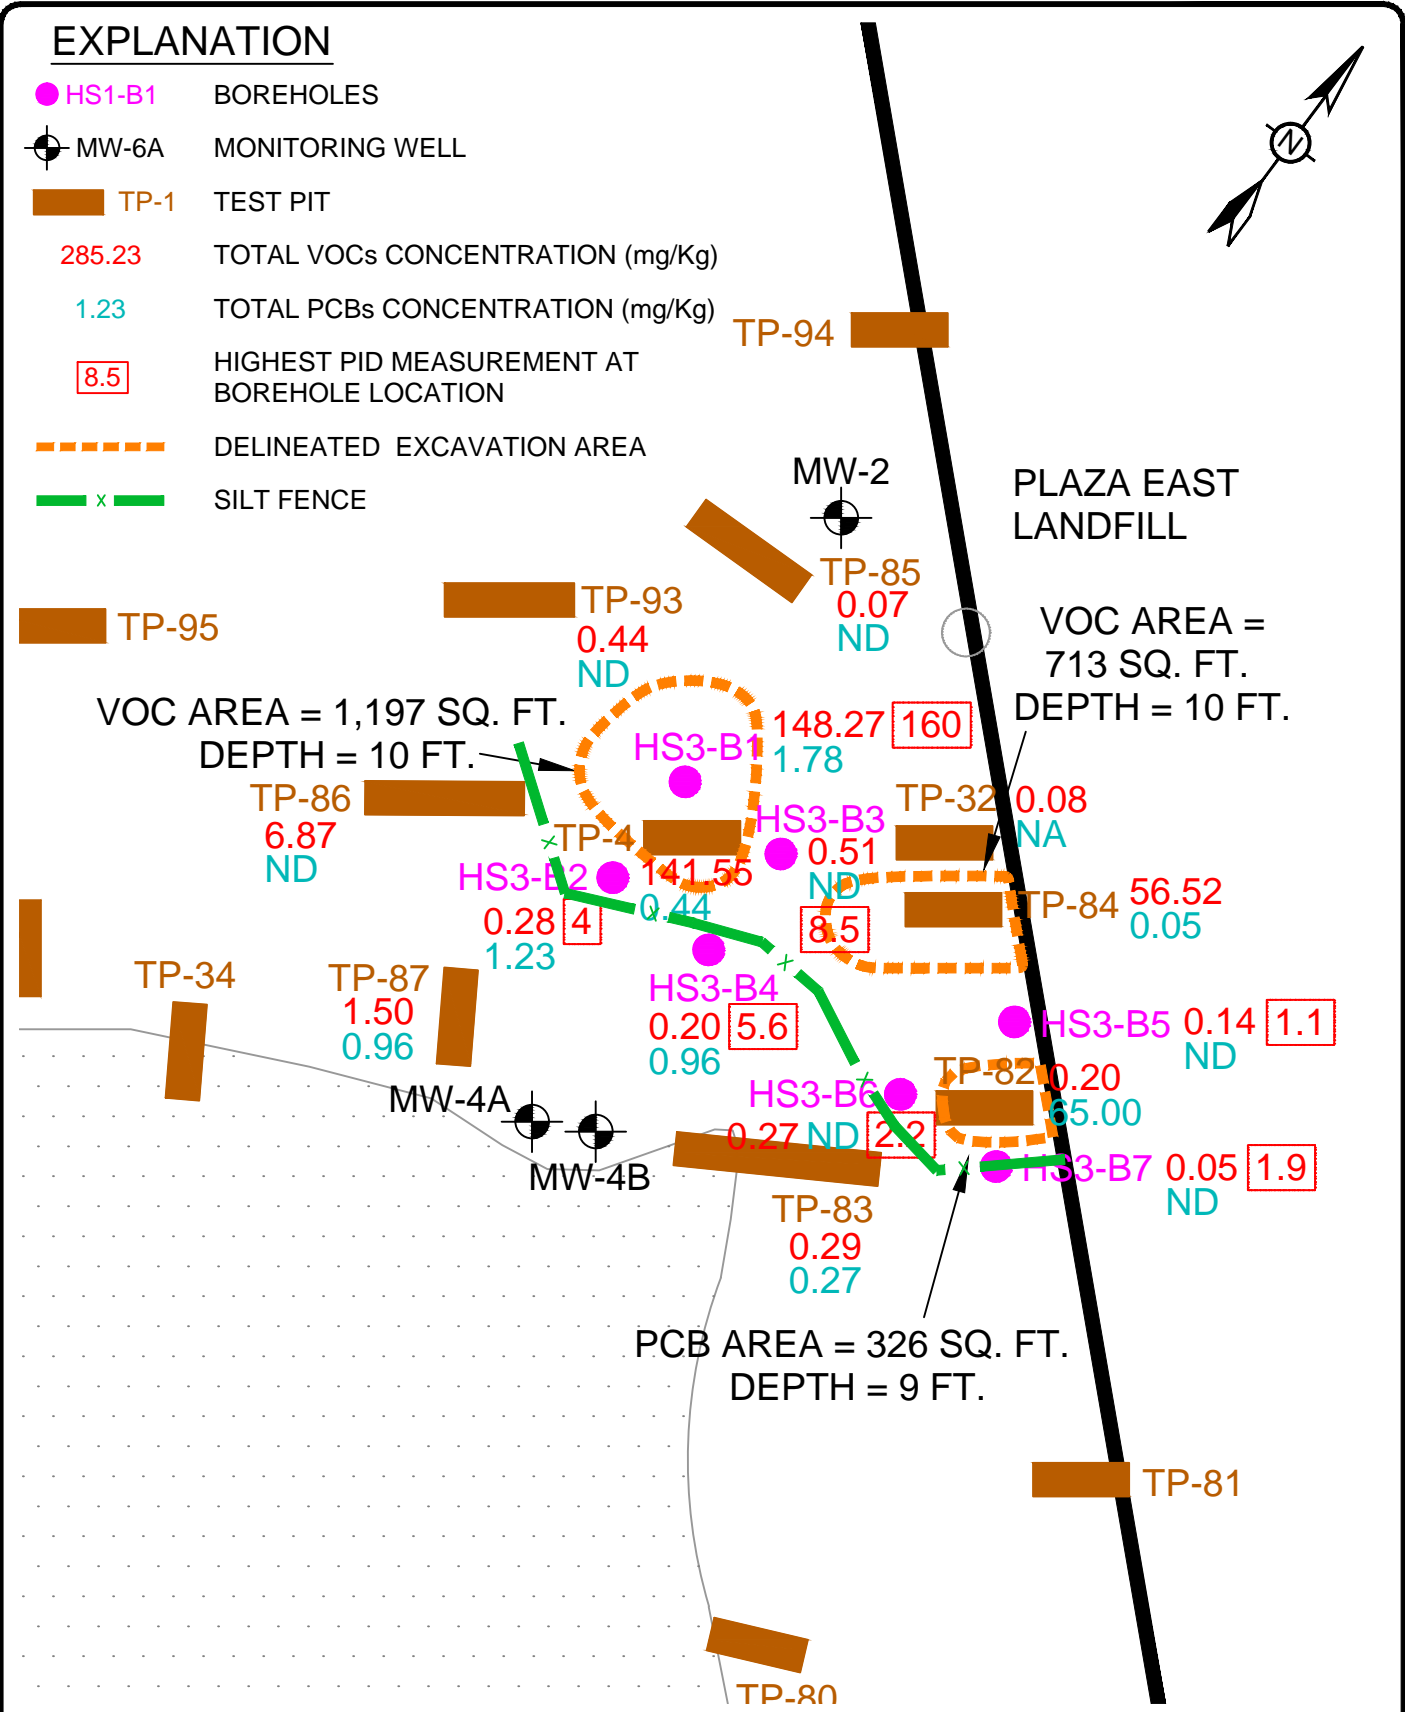 EXPLANATION
HS1-B1 BOREHOLES
MW-6A MONITORING WELL
TP-1 TEST PIT
285.23 TOTAL VOCs CONCENTRATION (mg/Kg)
1.23 TOTAL PCBs CONCENTRATION (mg/Kg)
8.5 HIGHEST PID MEASUREMENT AT
BOREHOLE LOCATION
DELINEATED EXCAVATION AREA
x SILT FENCE
N
TP-94
MW-2
PLAZA EAST
LANDFILL
TP-85
0.07
ND
TP-93
0.44
ND
TP-95
VOC AREA =
713 SQ. FT.
DEPTH = 10 FT.
VOC AREA = 1,197 SQ. FT.
DEPTH = 10 FT.
HS3-B1
148.27 160
1.78
TP-86
6.87
ND
TP-4
141.55
0.44
HS3-B3
0.51
ND
8.5
TP-32 0.08
NA
HS3-B2
0.28 4
1.23
TP-84 56.52
0.05
TP-34
TP-87
1.50
0.96
HS3-B4
0.20 5.6
0.96
HS3-B5 0.14 1.1
ND
TP-82 0.20
65.00
HS3-B6
0.27 ND 2.2
MW-4A
MW-4B
HS3-B7 0.05 1.9
ND
TP-83
0.29
0.27
PCB AREA = 326 SQ. FT.
DEPTH = 9 FT.
TP-81
TP-80